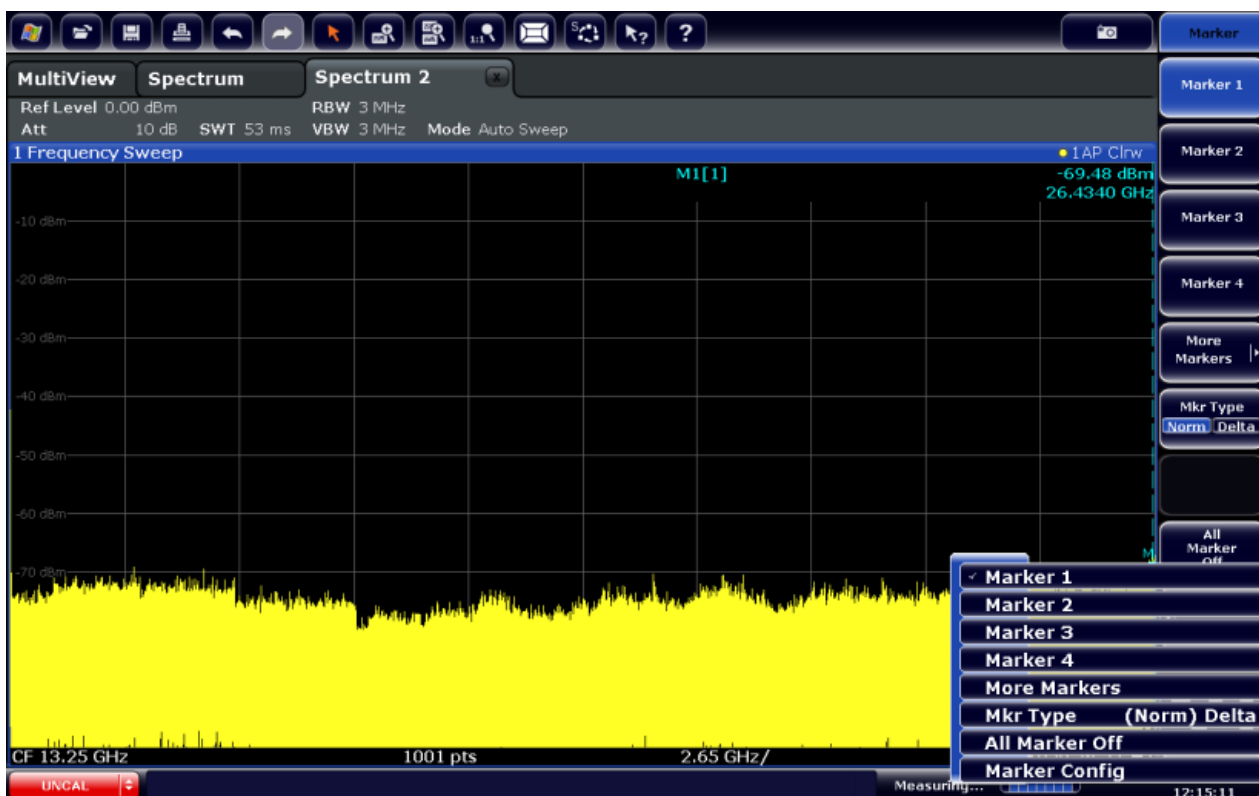 S
1:1
?
?
Marker
MultiView
Spectrum
Spectrum 2
x
Ref Level 0.00 dBm
RBW 3 MHz
Att 10 dB SWT 53 ms VBW 3 MHz Mode Auto Sweep
1 Frequency Sweep
1AP Clrw
M1[1]
-69.48 dBm
26.4340 GHz
-10 dBm
-20 dBm
-30 dBm
-40 dBm
-50 dBm
-60 dBm
-70 dBm
M
CF 13.25 GHz
1001 pts
2.65 GHz/
Marker 1
Marker 2
Marker 3
Marker 4
More
Markers
Mkr Type
Norm Delta
All
Marker
Off
Marker 1
Marker 2
Marker 3
Marker 4
More Markers
Mkr Type (Norm) Delta
All Marker Off
Marker Config
UNCAL
Measuring...
12:15:11